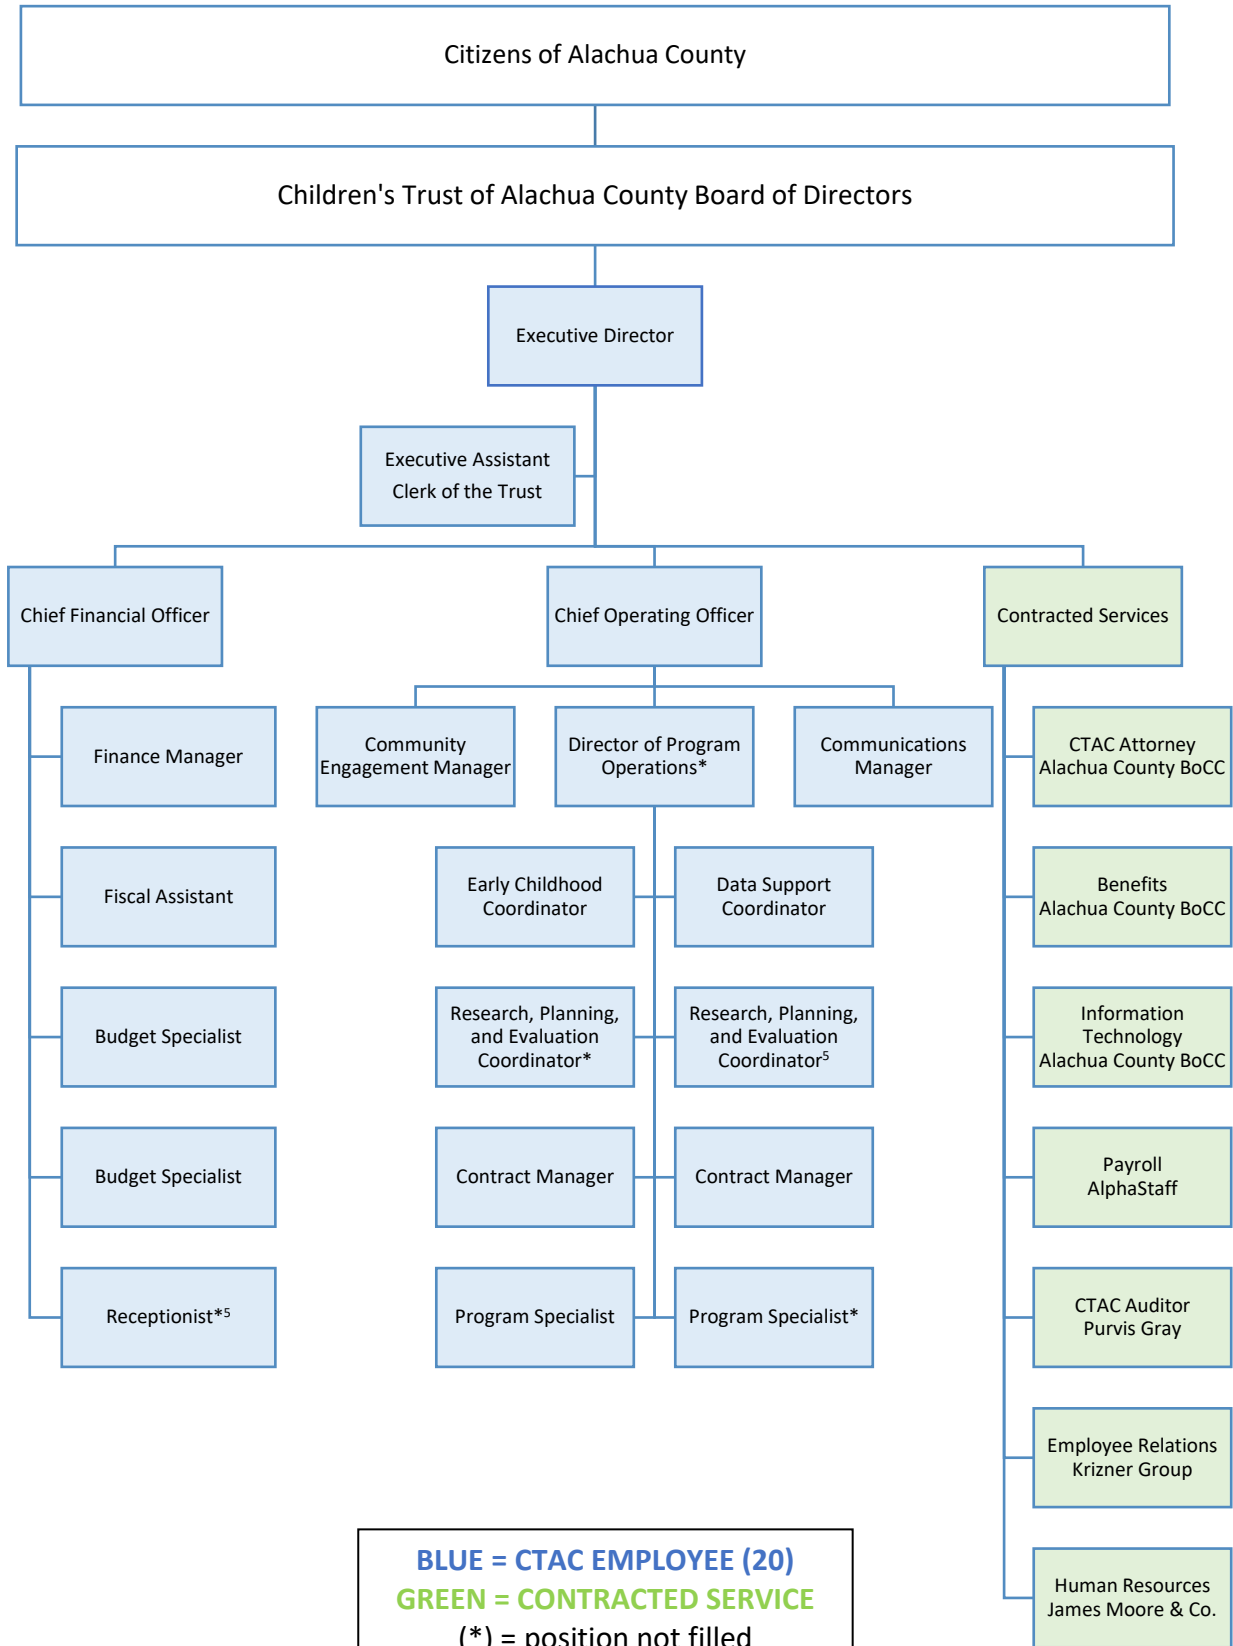 Citizens of Alachua County
Children's Trust of Alachua County Board of Directors
Executive Director
Executive Assistant
Clerk of the Trust
Chief Financial Officer
Chief Operating Officer
Contracted Services
Finance Manager
Community
Engagement Manager
Director of Program
Operations*
Communications
Manager
CTAC Attorney
Alachua County BoCC
Fiscal Assistant
Early Childhood
Coordinator
Data Support
Coordinator
Benefits
Alachua County BoCC
Budget Specialist
Research, Planning,
and Evaluation
Coordinator*
Research, Planning,
and Evaluation
Coordinator⁵
Information
Technology
Alachua County BoCC
Budget Specialist
Contract Manager
Contract Manager
Payroll
AlphaStaff
Receptionist*⁵
Program Specialist
Program Specialist*
CTAC Auditor
Purvis Gray
Employee Relations
Krizner Group
Human Resources
James Moore & Co.
BLUE = CTAC EMPLOYEE (20)
GREEN = CONTRACTED SERVICE
(*) = position not filled